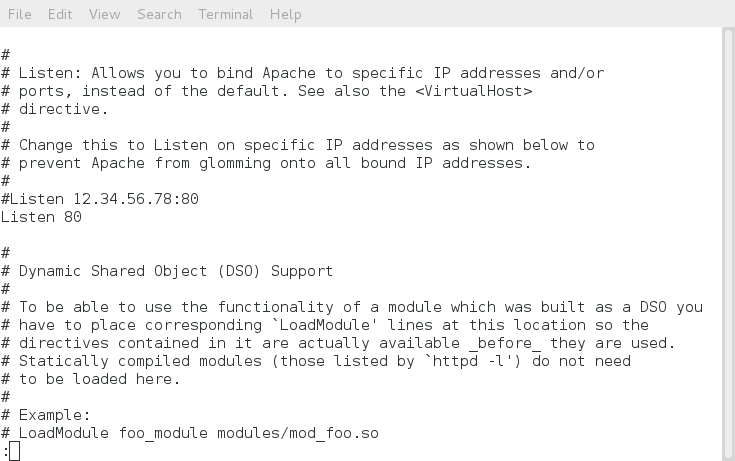 File Edit View Search Terminal Help
#
# Listen: Allows you to bind Apache to specific IP addresses and/or
# ports, instead of the default. See also the <VirtualHost>
# directive.
#
# Change this to Listen on specific IP addresses as shown below to
# prevent Apache from glomming onto all bound IP addresses.
#
#Listen 12.34.56.78:80
Listen 80
#
# Dynamic Shared Object (DSO) Support
#
# To be able to use the functionality of a module which was built as a DSO you
# have to place corresponding `LoadModule' lines at this location so the
# directives contained in it are actually available _before_ they are used.
# Statically compiled modules (those listed by `httpd -l') do not need
# to be loaded here.
#
# Example:
# LoadModule foo_module modules/mod_foo.so
: